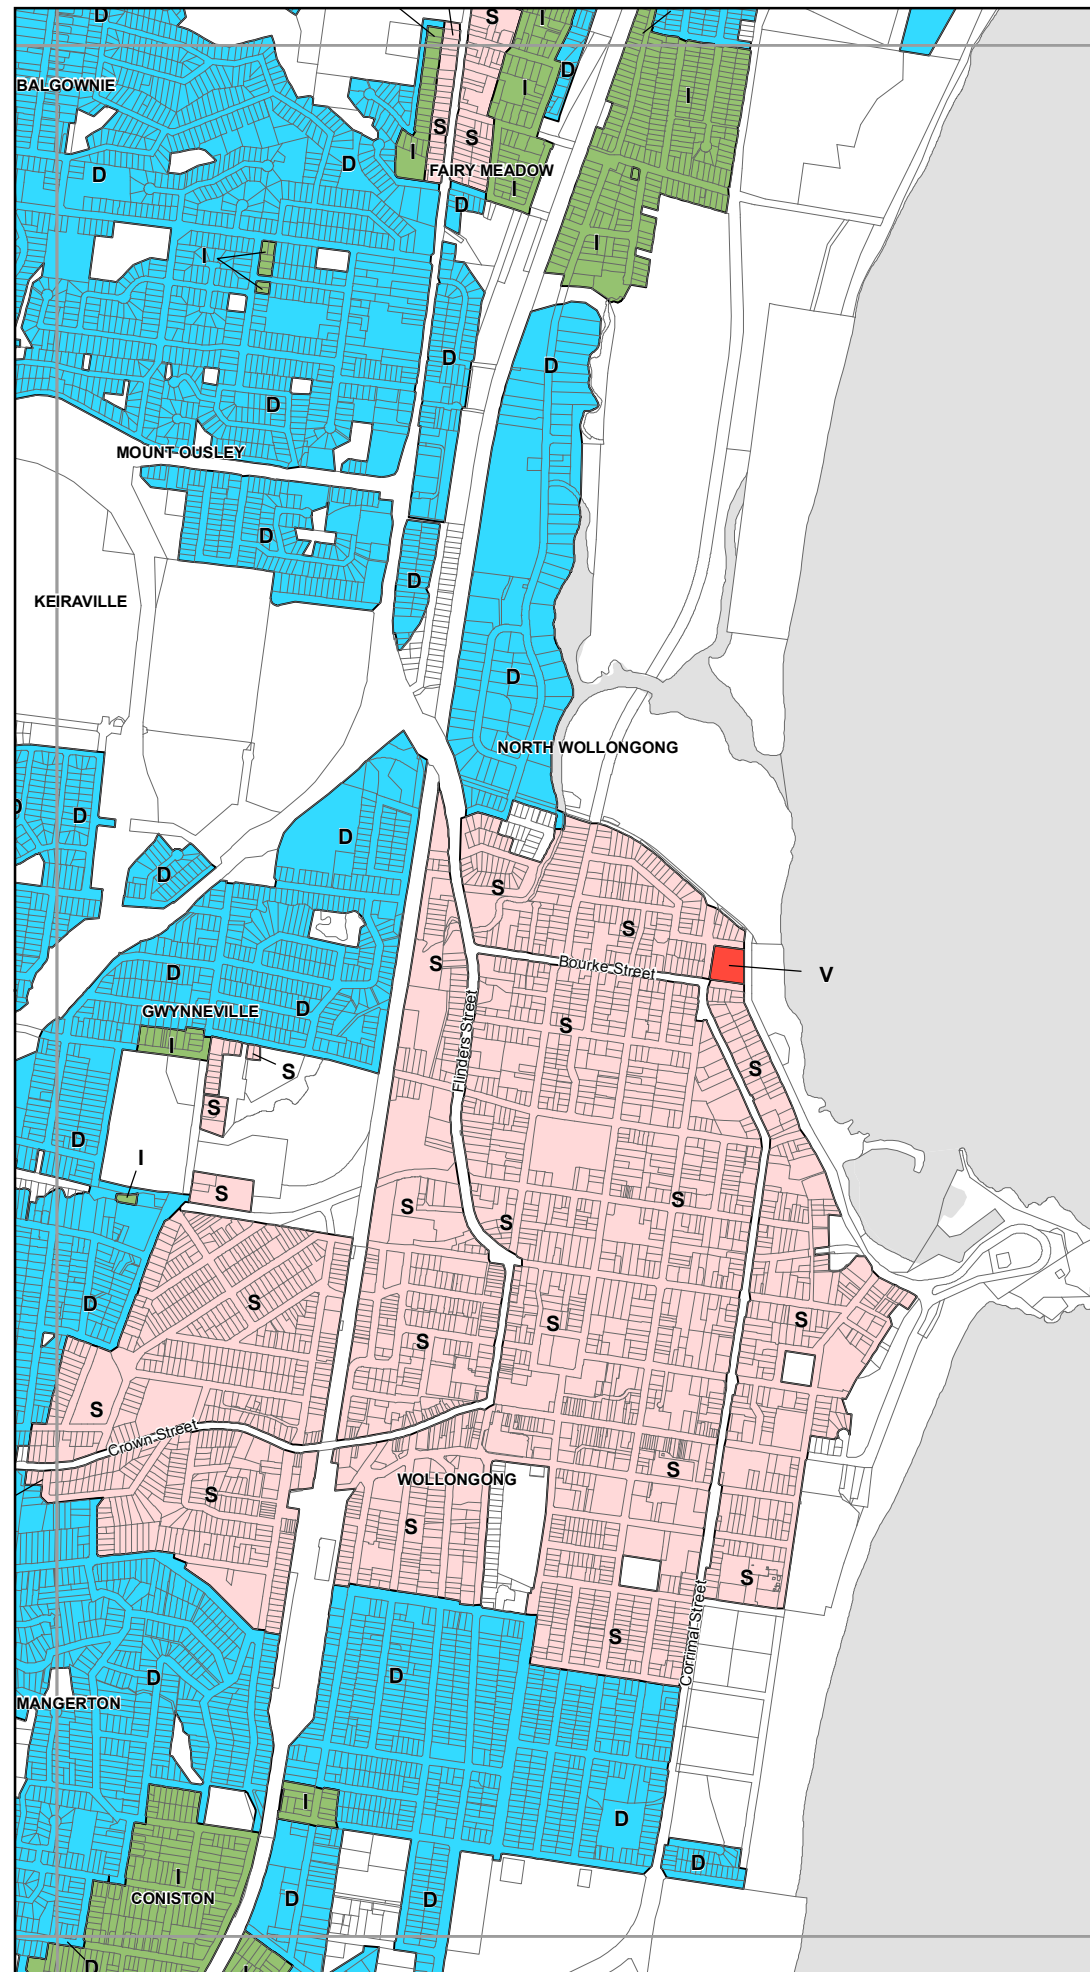 D
S
I
BALGOWNIE
D
I
I
S
S
I
D
D
FAIRY MEADOW
I
D
I
I
D
D
D
MOUNT OUSLEY
D
D
KEIRAVILLE
D
NORTH WOLLONGONG
D
D
D
D
S
S
S
Bourke Street
D
V
GWYNNEVILLE
D
S
Flinders Street
I
S
S
S
D
I
S
S
S
S
D
S
S
S
S
S
Crown Street
S
WOLLONGONG
S
S
S
S
Corrimal Street
S
D
D
MANGERTON
I
D
D
I
CONISTON
D
D
D
I